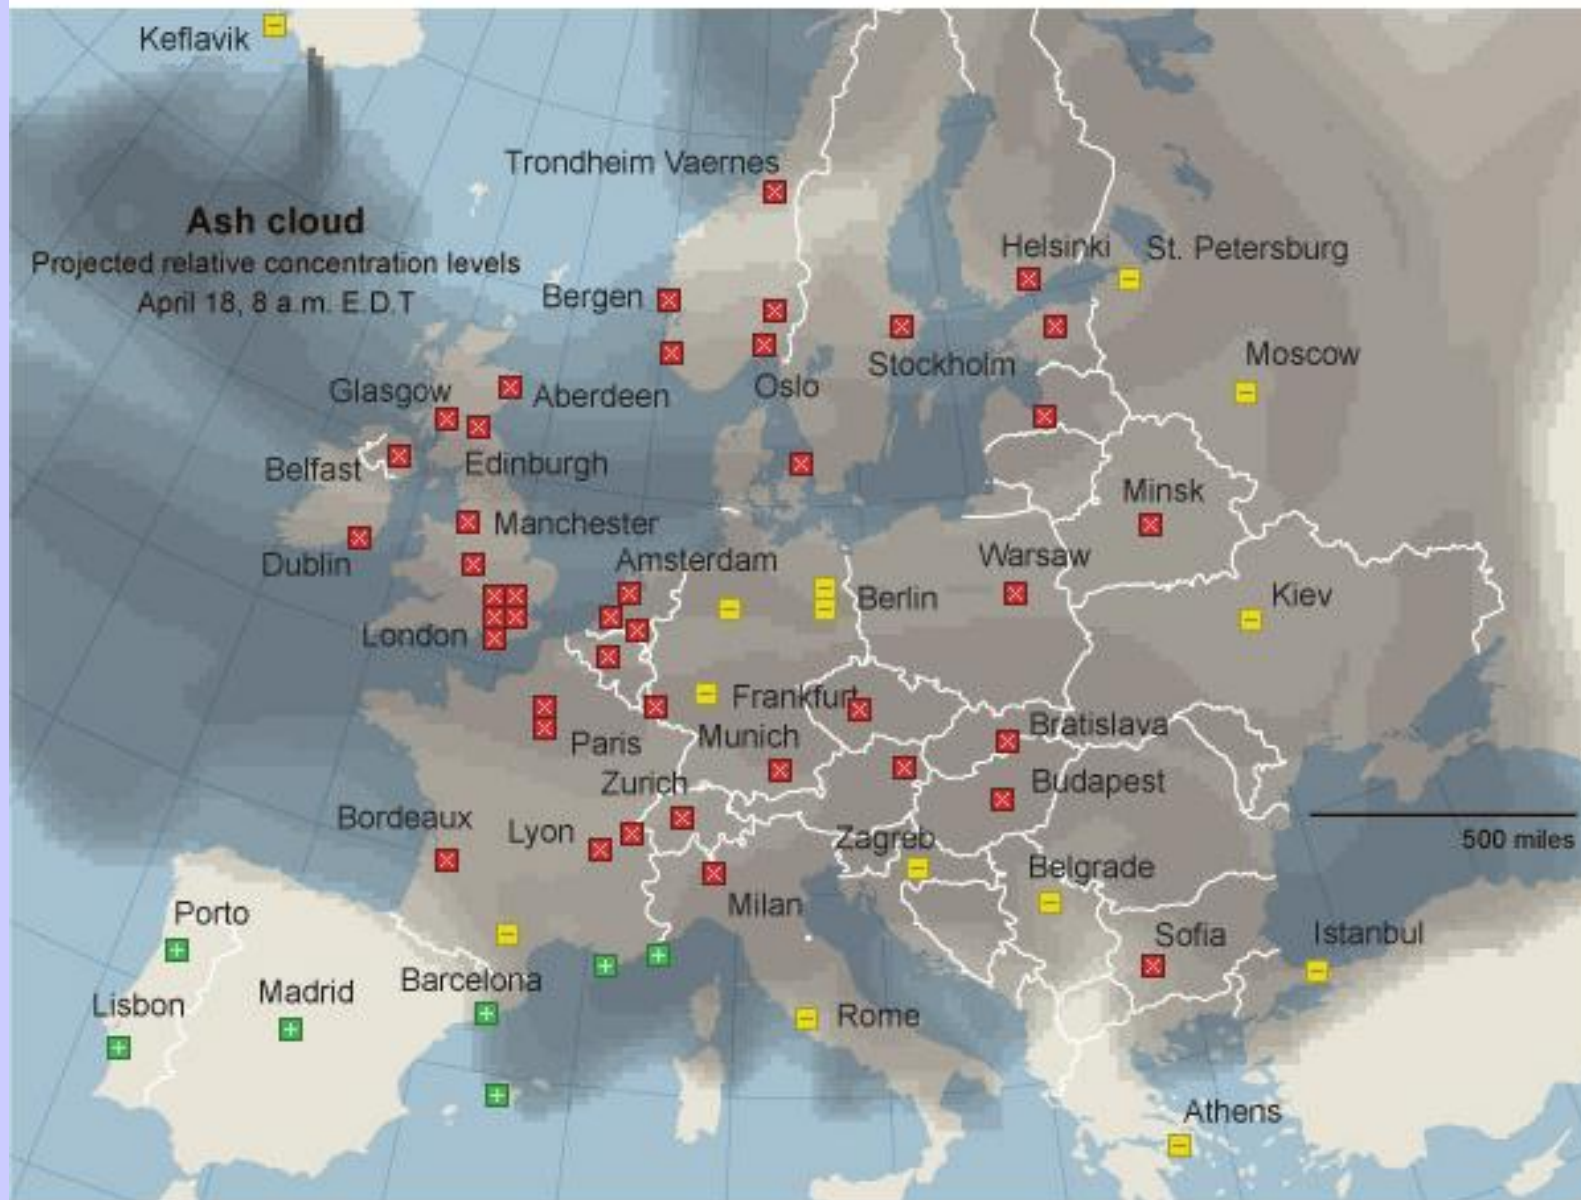 Keflavik
Trondheim Vaernes
Ash cloud
Projected relative concentration levels
April 18, 8 a.m. E.D.T
Helsinki
St. Petersburg
Bergen
Moscow
Stockholm
Oslo
Glasgow
Aberdeen
Belfast
Edinburgh
Minsk
Manchester
Dublin
Amsterdam
Warsaw
Berlin
Kiev
London
Frankfurt
Bratislava
Paris
Munich
Zurich
Budapest
Bordeaux
Lyon
Zagreb
500 miles
Belgrade
Milan
Porto
Sofia
Istanbul
Barcelona
Madrid
Lisbon
Rome
Athens